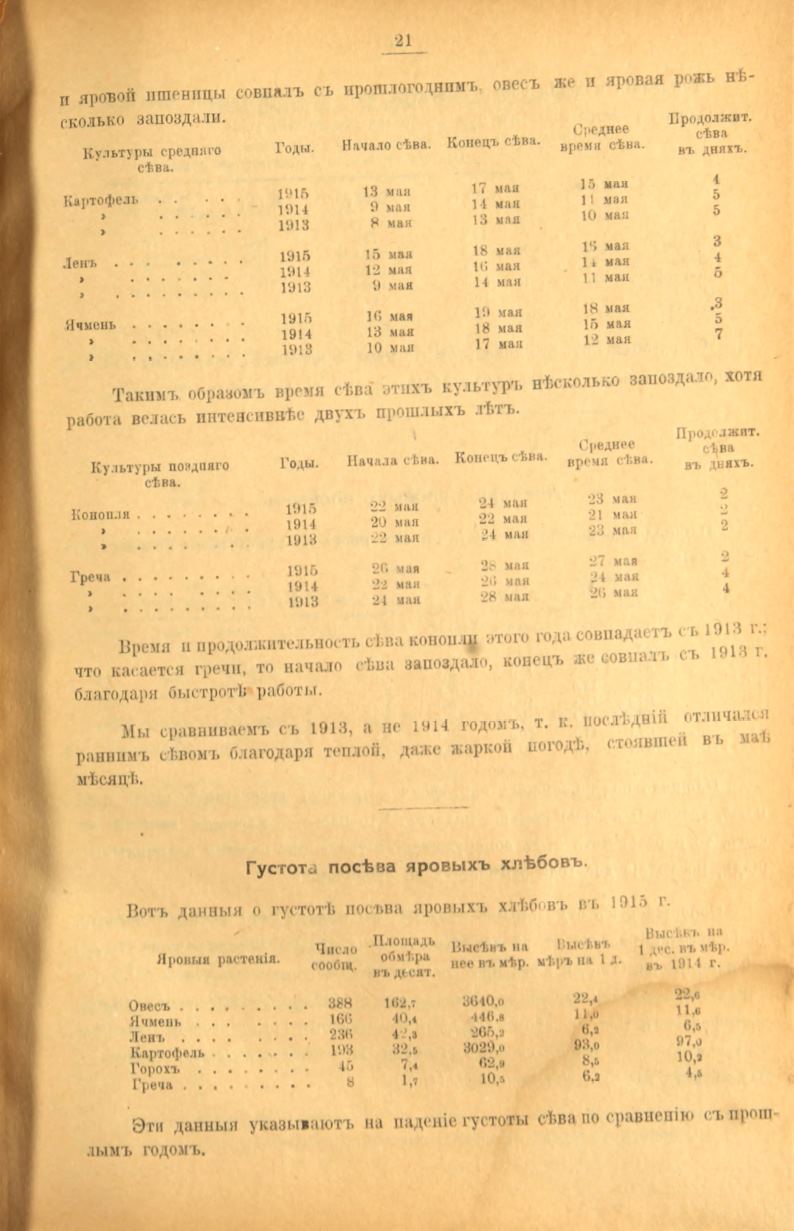 21
и яровой пшеницы совпалъ съ прошлогоднимъ, овесъ же и яровая рожь нѣ-
сколько запоздали.
Культуры средняго сѣва. Годы. Начало сѣва. Конецъ сѣва. Среднее время сѣва. Продолжит. сѣва въ дняхъ.
Картофель . . . . . 1915 13 мая 17 мая 15 мая 4
» . . . . . . 1914 9 мая 14 мая 11 мая 5
» . . . . . . 1913 8 мая 13 мая 10 мая 5
Ленъ . . . . . . . . 1915 15 мая 18 мая 16 мая 3
» . . . . . . . . 1914 12 мая 16 мая 14 мая 4
» . . . . . . . . . 1913 9 мая 14 мая 11 мая 5
Ячмень . . . . . . . . 1915 16 мая 19 мая 18 мая 3
» . . . . . . . . 1914 13 мая 18 мая 15 мая 5
» . . . . . . . . 1913 10 мая 17 мая 12 мая 7
Такимъ образомъ время сѣва этихъ культуръ нѣсколько запоздало, хотя
работа велась интенсивнѣе двухъ прошлыхъ лѣтъ.
Культуры поздняго сѣва. Годы. Начала сѣва. Конецъ сѣва. Среднее время сѣва. Продолжит. сѣва въ дняхъ.
Конопля . . . . . . . . 1915 22 мая 24 мая 23 мая 2
» . . . . . . . . 1914 20 мая 22 мая 21 мая 2
» . . . . . . . 1913 22 мая 24 мая 23 мая 2
Греча . . . . . . . . . 1915 26 мая 28 мая 27 мая 2
» . . . . . . . . . 1914 22 мая 26 мая 24 мая 4
» . . . . . . . . . 1913 24 мая 28 мая 26 мая 4
Время и продолжительность сѣва конопли этого года совпадаетъ съ 1913 г.;
что касается гречи, то начало сѣва запоздало, конецъ же совпалъ съ 1913 г.
благодаря быстротѣ работы.
Мы сравниваемъ съ 1913, а не 1914 годомъ, т. к. послѣдній отличался
раннимъ сѣвомъ благодаря теплой, даже жаркой погодѣ, стоявшей въ маѣ
мѣсяцѣ.
Густота посѣва яровыхъ хлѣбовъ.
Вотъ данныя о густотѣ посѣва яровыхъ хлѣбовъ въ 1915 г.
Яровыя растенія. Число сообщ. Площадь обмѣра въ десят. Высѣвъ на нее въ мѣр. Высѣвъ мѣръ на 1 д. Высѣвъ на 1 дес. въ мѣр. въ 1914 г.
Овесъ . . . . . . . . . 388 162,7 3640,0 22,4 22,6
Ячмень . . . . . . . 166 40,4 446,8 11,0 11,6
Ленъ . . . . . . . . 236 42,3 265,2 6,2 6,5
Картофель . . . . . . . 193 32,5 3029,0 93,0 97,0
Горохъ . . . . . . . . 45 7,4 62,9 8,5 10,2
Греча . . . . . . . . . 8 1,7 10,5 6,2 4,5
Эти данныя указываютъ на паденіе густоты сѣва по сравненію съ прош-
лымъ годомъ.